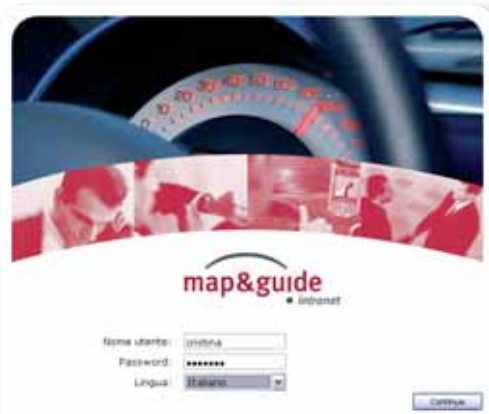 map&guide
intranet
Nome utente: cristina
Password: •••••••
Lingua: Italiano
Continua